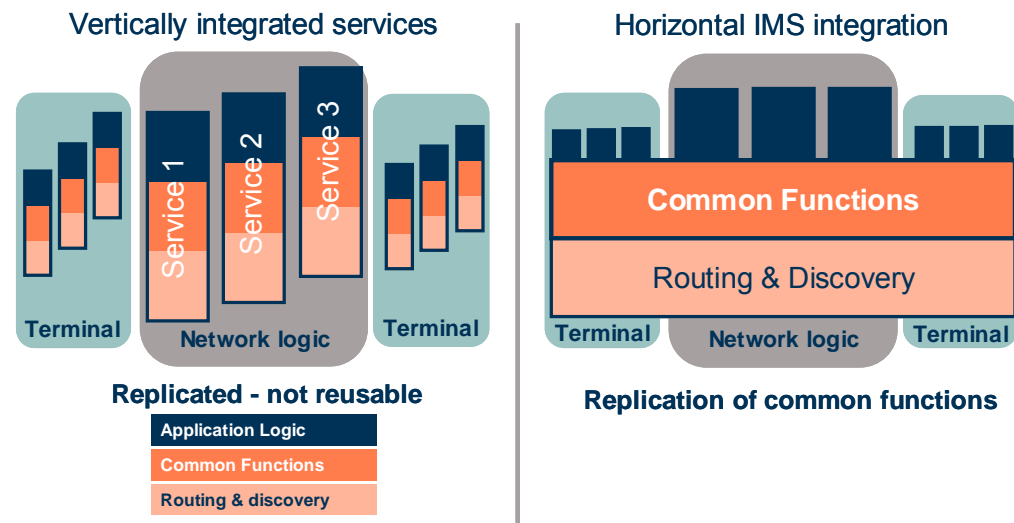 Vertically integrated services
Service 1
Service 2
Service 3
Terminal
Network logic
Terminal
Replicated - not reusable
Application Logic
Common Functions
Routing & discovery
Horizontal IMS integration
Common Functions
Routing & Discovery
Terminal
Network logic
Terminal
Replication of common functions